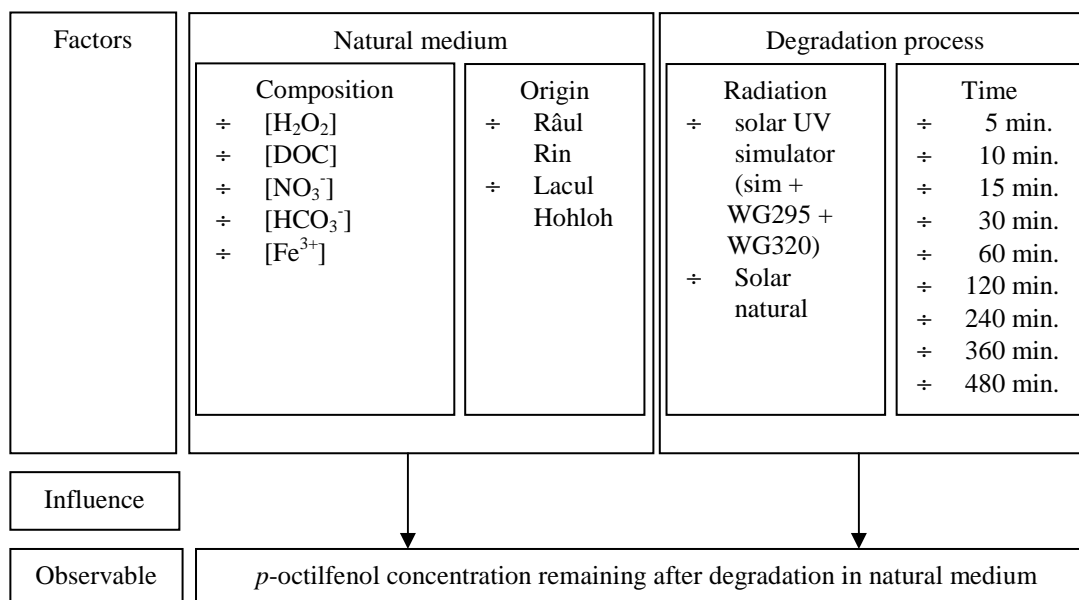 Factors
Natural medium
Composition
÷ [H₂O₂]
÷ [DOC]
÷ [NO₃⁻]
÷ [HCO₃⁻]
÷ [Fe³⁺]
Origin
÷ Râul
Rin
÷ Lacul
Hohloh
Degradation process
Radiation
÷ solar UV
simulator
(sim +
WG295 +
WG320)
÷ Solar
natural
Time
÷ 5 min.
÷ 10 min.
÷ 15 min.
÷ 30 min.
÷ 60 min.
÷ 120 min.
÷ 240 min.
÷ 360 min.
÷ 480 min.
Influence
Observable
p-octilfenol concentration remaining after degradation in natural medium